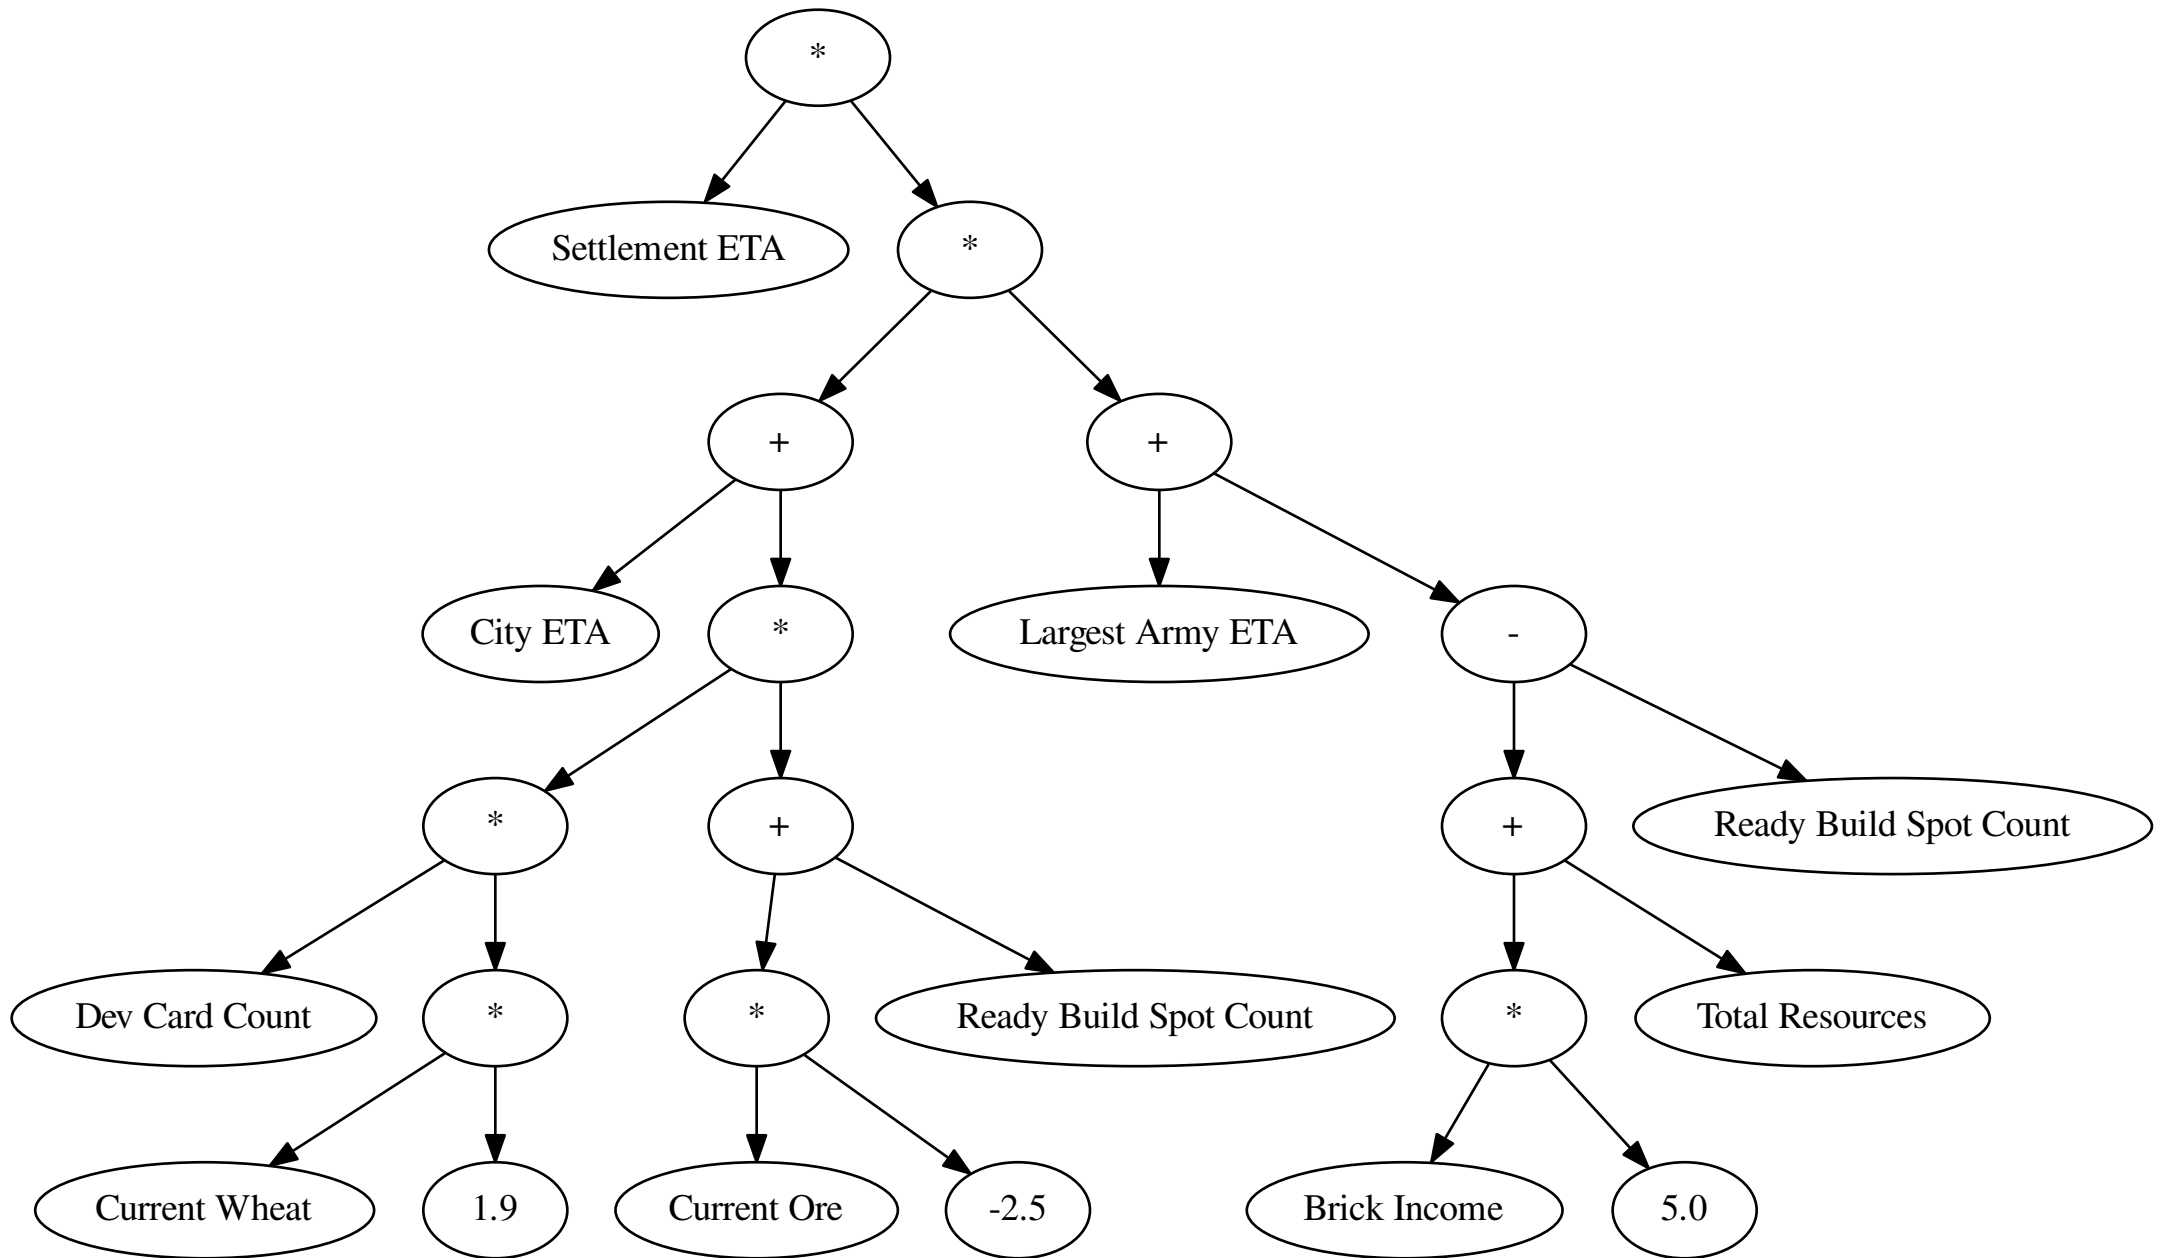 *
Settlement ETA
*
+
+
City ETA
*
Largest Army ETA
-
*
+
+
Ready Build Spot Count
Dev Card Count
*
*
Ready Build Spot Count
*
Total Resources
Current Wheat
1.9
Current Ore
-2.5
Brick Income
5.0